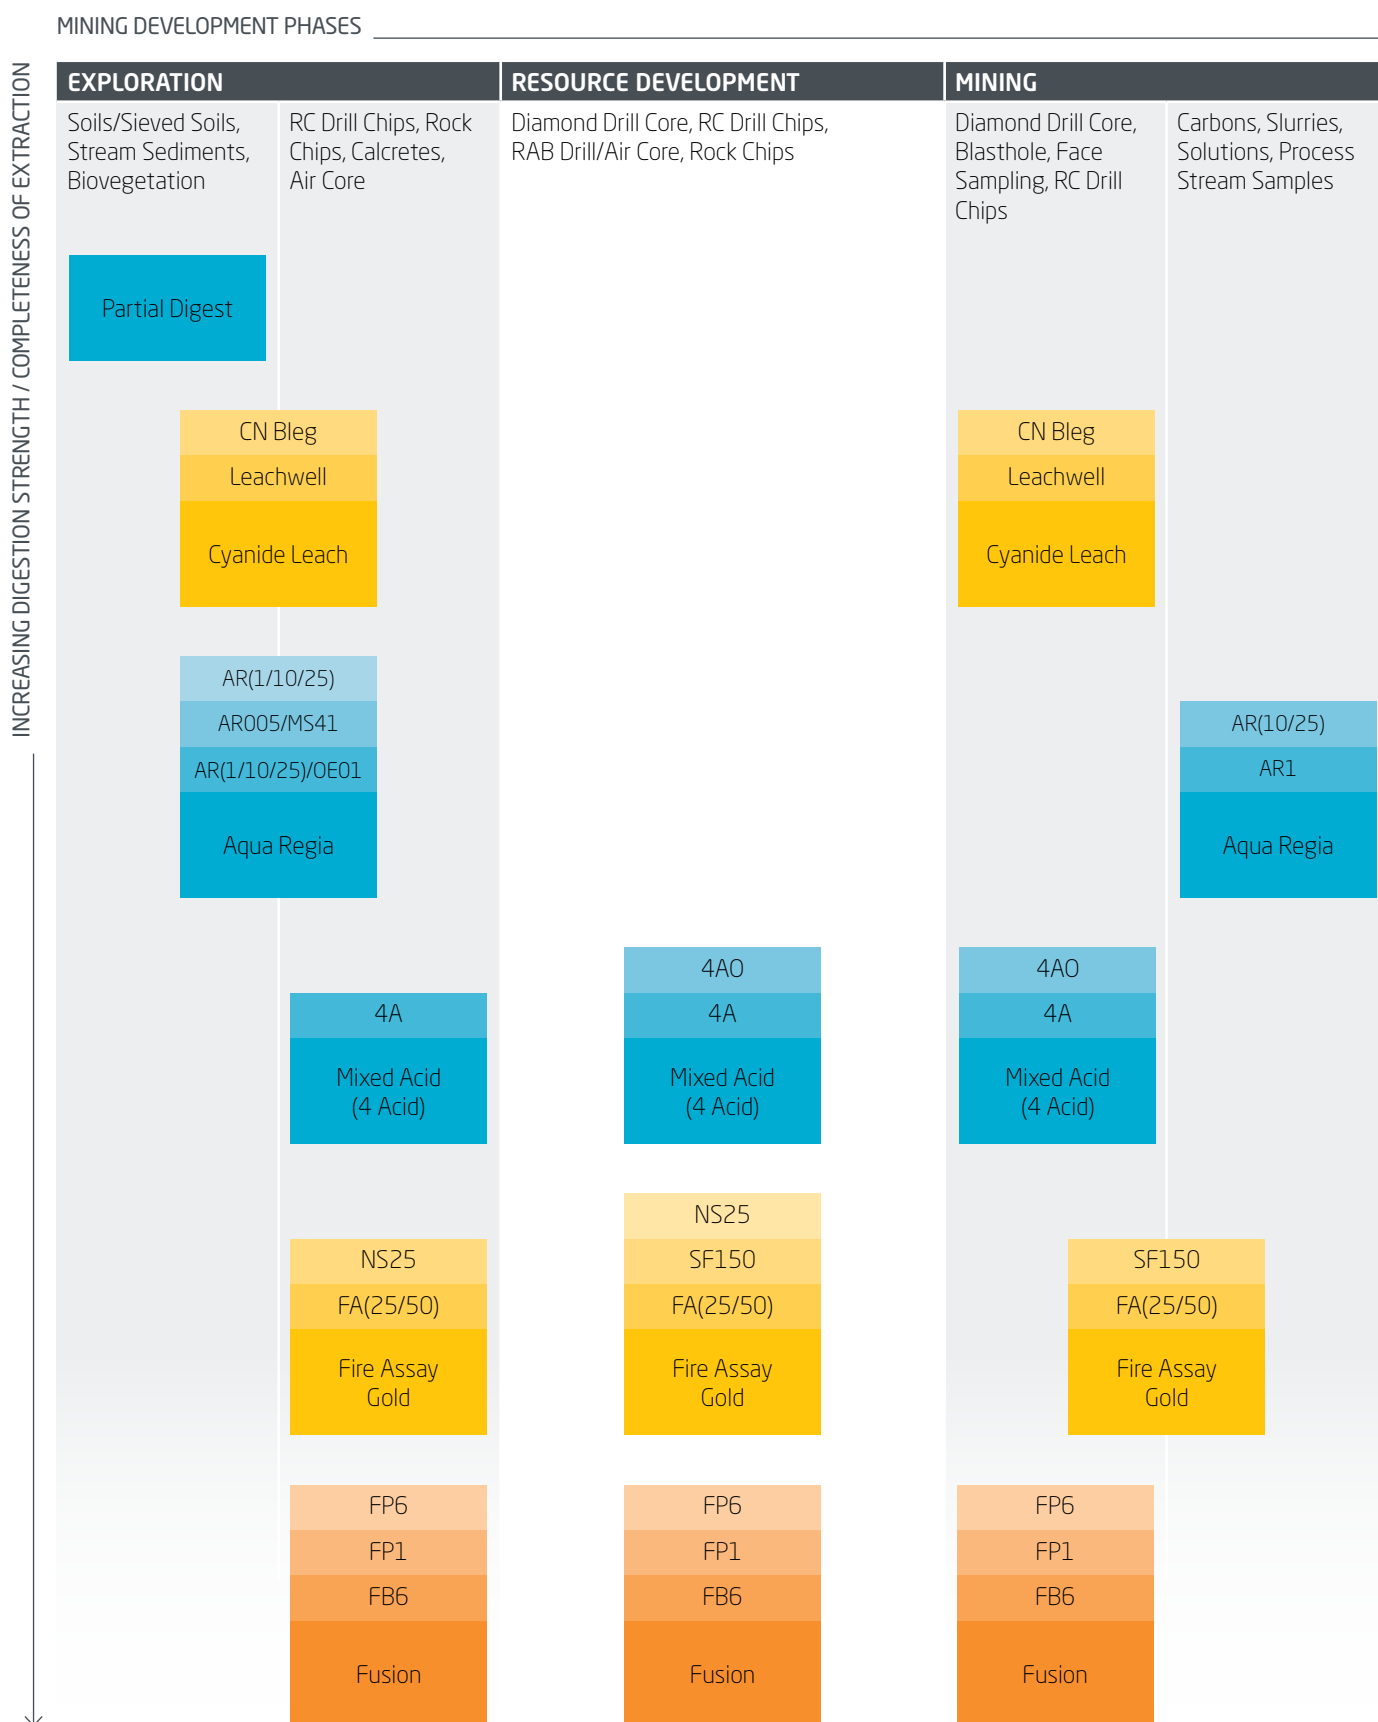 MINING DEVELOPMENT PHASES
INCREASING DIGESTION STRENGTH / COMPLETENESS OF EXTRACTION
EXPLORATION
Soils/Sieved Soils,
Stream Sediments,
Biovegetation
RC Drill Chips, Rock
Chips, Calcretes,
Air Core
RESOURCE DEVELOPMENT
Diamond Drill Core, RC Drill Chips,
RAB Drill/Air Core, Rock Chips
MINING
Diamond Drill Core,
Blasthole, Face
Sampling, RC Drill
Chips
Carbons, Slurries,
Solutions, Process
Stream Samples
Partial Digest
CN Bleg
Leachwell
Cyanide Leach
CN Bleg
Leachwell
Cyanide Leach
AR(1/10/25)
AR005/MS41
AR(1/10/25)/OE01
Aqua Regia
AR(10/25)
AR1
Aqua Regia
4A
Mixed Acid
(4 Acid)
4AO
4A
Mixed Acid
(4 Acid)
4AO
4A
Mixed Acid
(4 Acid)
NS25
FA(25/50)
Fire Assay
Gold
NS25
SF150
FA(25/50)
Fire Assay
Gold
SF150
FA(25/50)
Fire Assay
Gold
FP6
FP1
FB6
Fusion
FP6
FP1
FB6
Fusion
FP6
FP1
FB6
Fusion